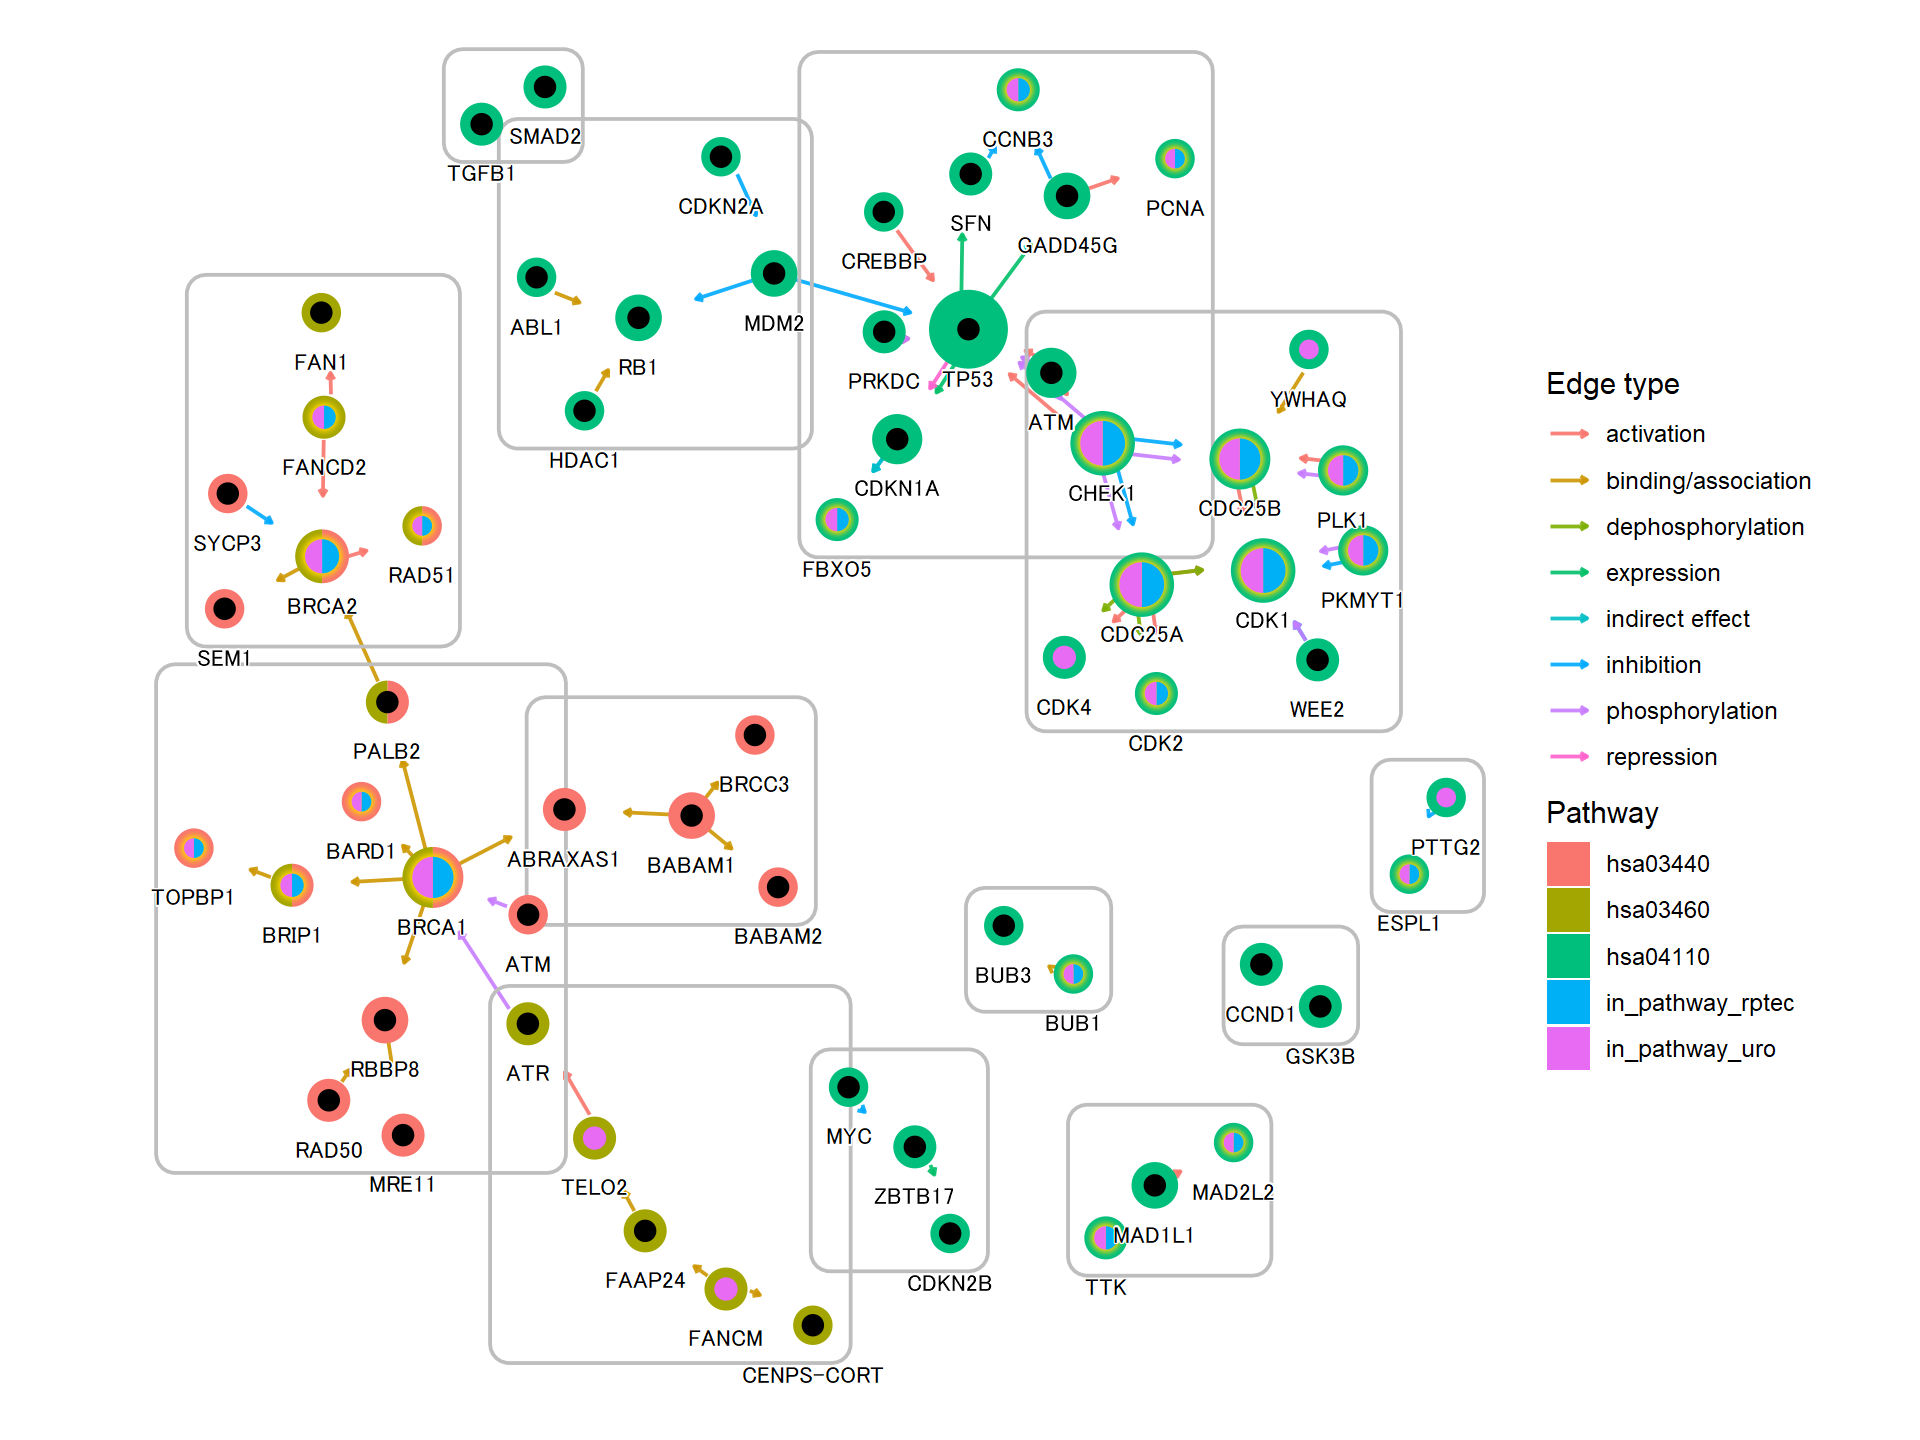 SMAD2
TGFB1
CDKN2A
ABL1
RB1
MDM2
HDAC1
CCNB3
PCNA
SFN
GADD45G
CREBBP
PRKDC
TP53
CDKN1A
FBXO5
ATM
YWHAQ
CHEK1
CDC25B
PLK1
PKMYT1
CDK1
CDC25A
CDK4
CDK2
WEE2
FAN1
FANCD2
SYCP3
RAD51
BRCA2
SEM1
PALB2
BARD1
TOPBP1
BRIP1
BRCA1
ABRAXAS1
BRCC3
BABAM1
BABAM2
ATM
ATR
RBBP8
RAD50
MRE11
TELO2
FAAP24
FANCM
CENPS-CORT
MYC
ZBTB17
CDKN2B
BUB3
BUB1
CCND1
GSK3B
PTTG2
ESPL1
MAD2L2
MAD1L1
TTK
Edge type
activation
binding/association
dephosphorylation
expression
indirect effect
inhibition
phosphorylation
repression
Pathway
hsa03440
hsa03460
hsa04110
in_pathway_rptec
in_pathway_uro